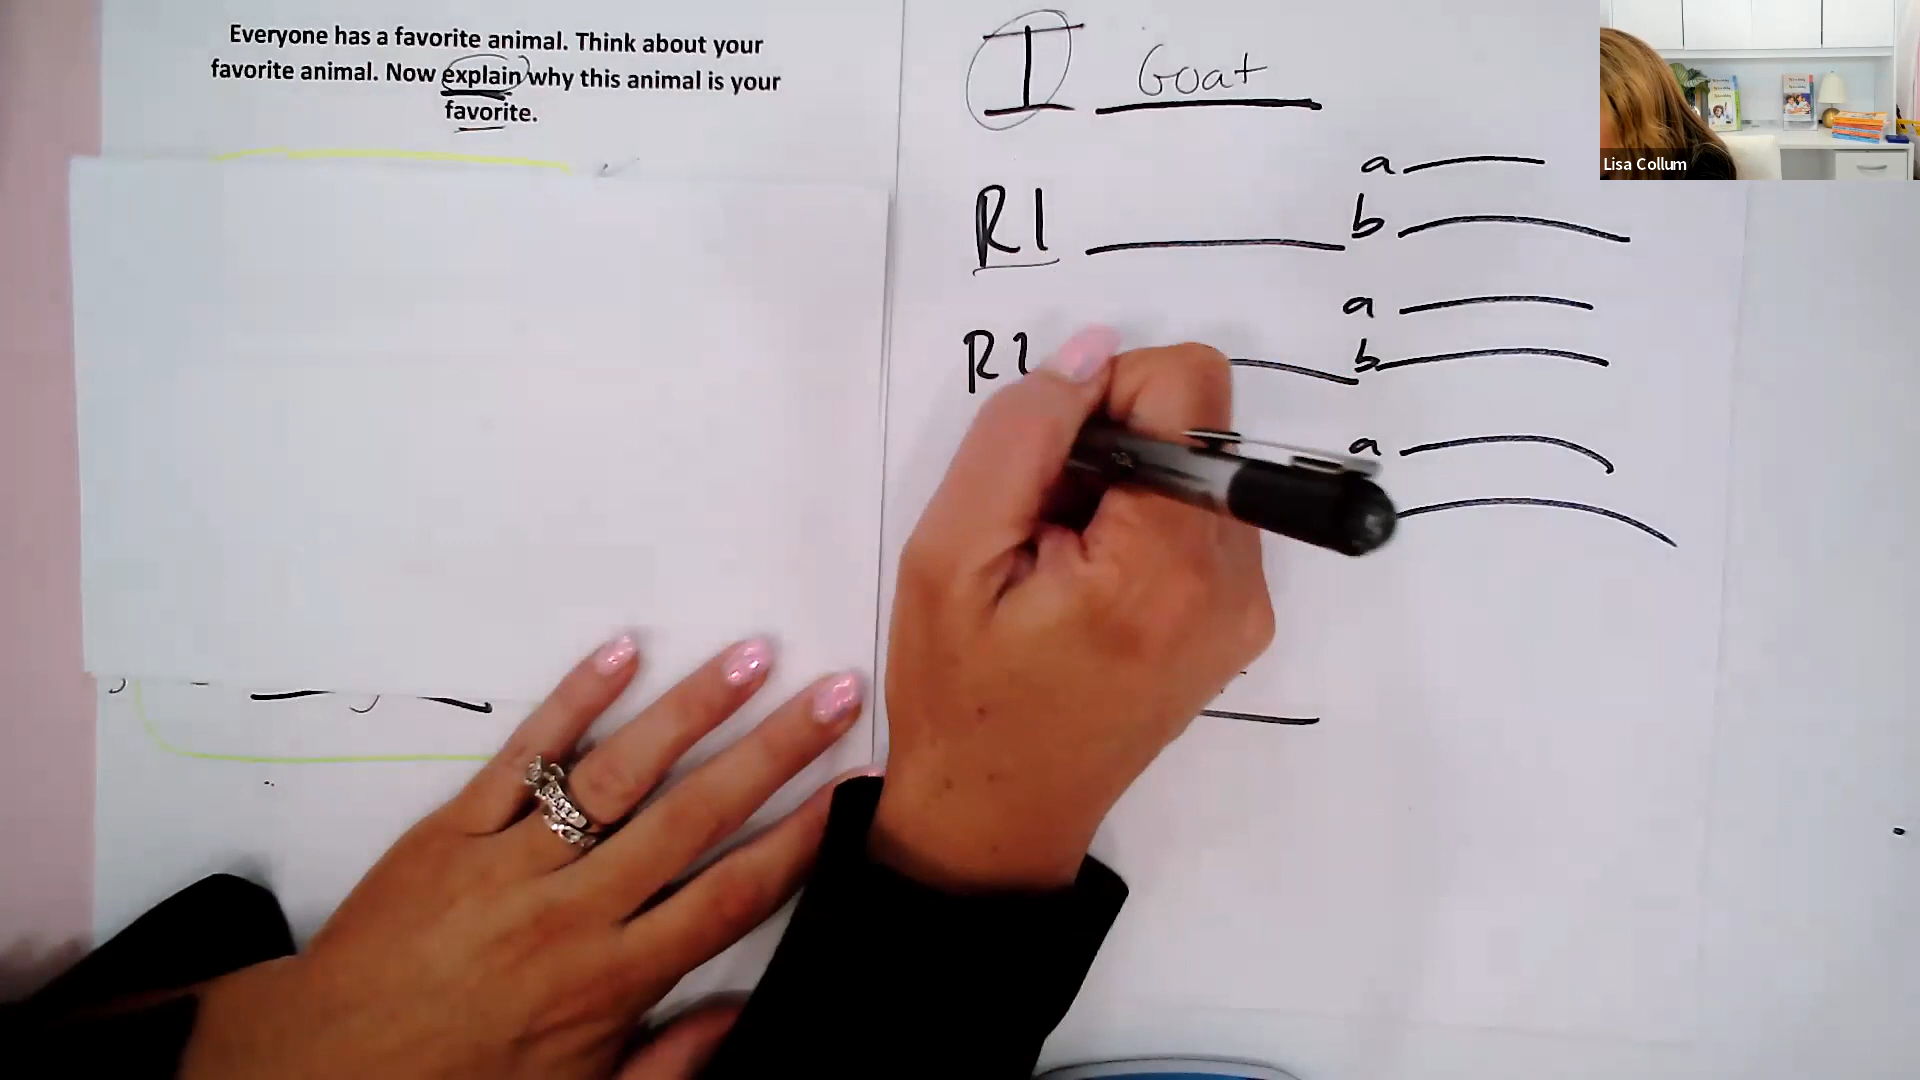 Everyone has a favorite animal. Think about your
favorite animal. Now explain why this animal is your
favorite.
I Goat
a
R1 b
a
R2 b
a
Lisa Collum